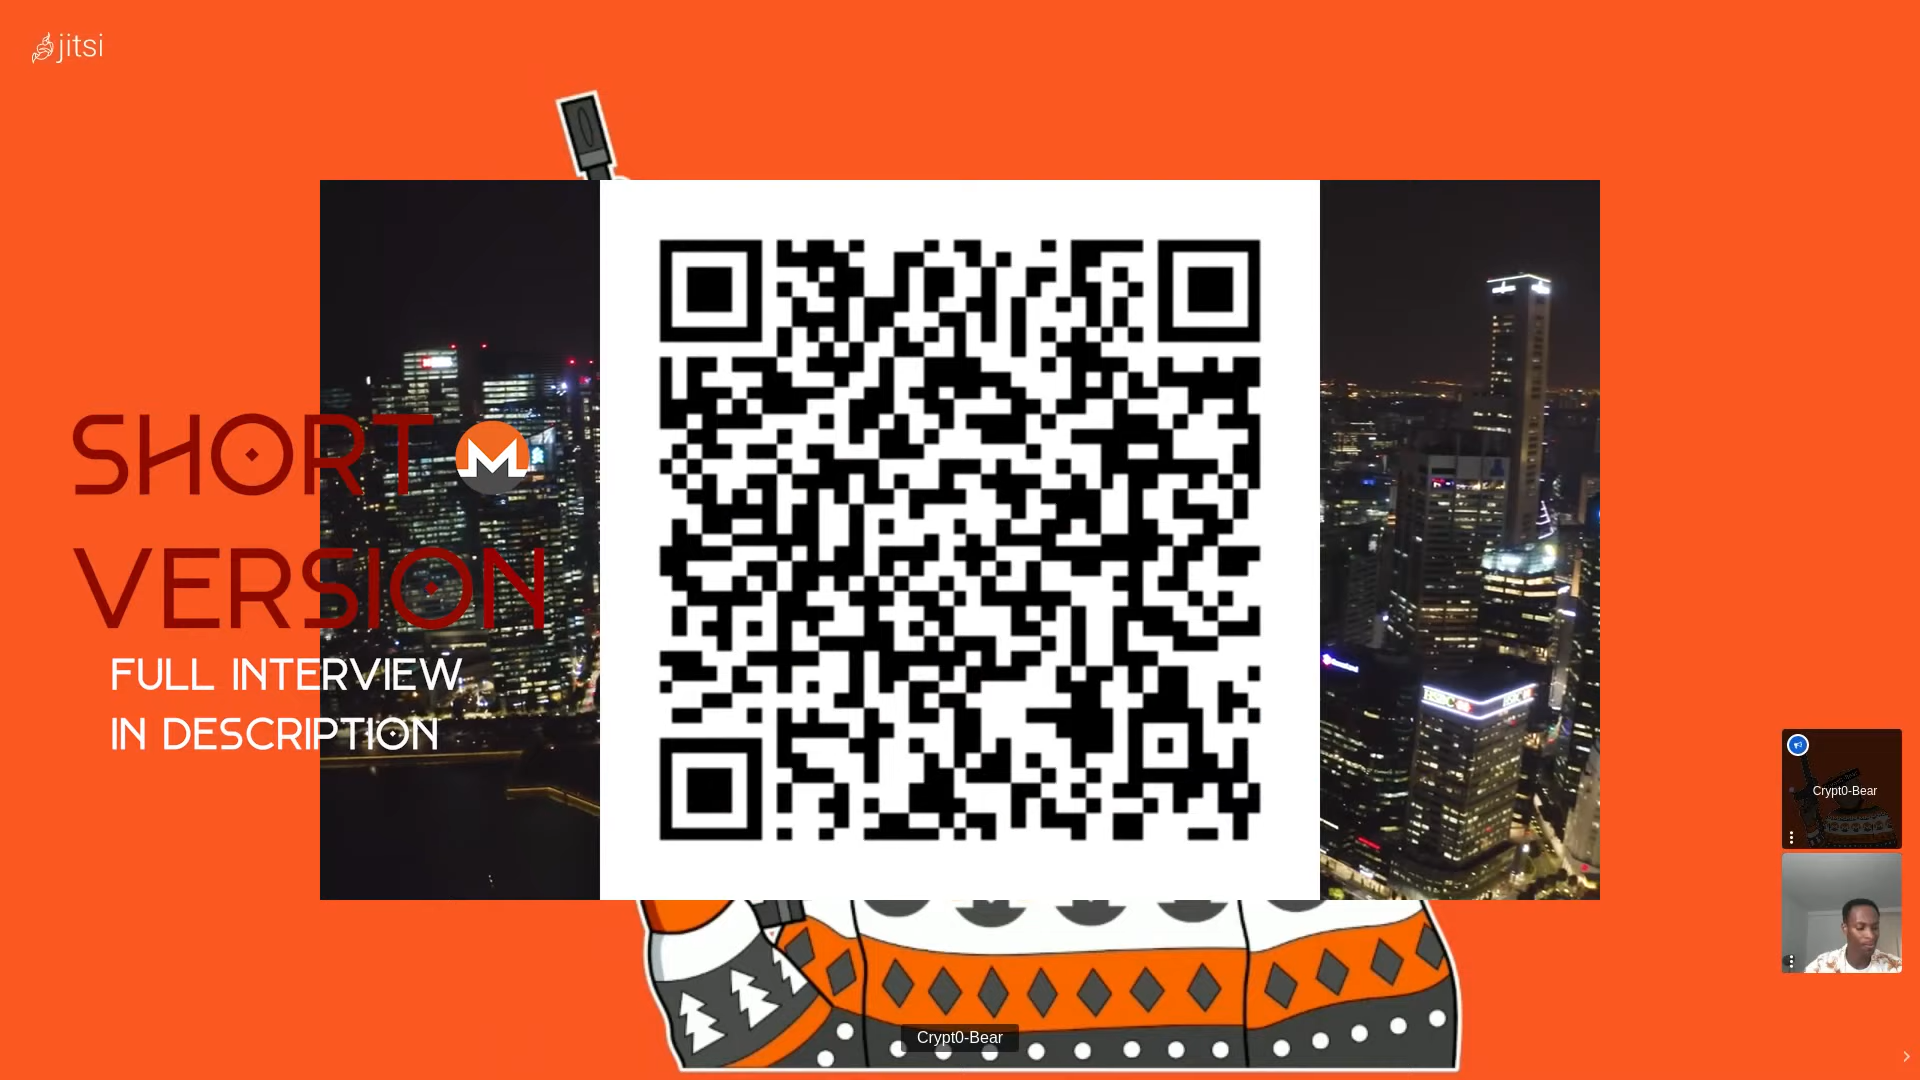 jitsi
SHORT
VERSION
FULL INTERVIEW
IN DESCRIPTION
Crypt0-Bear
Crypt0-Bear